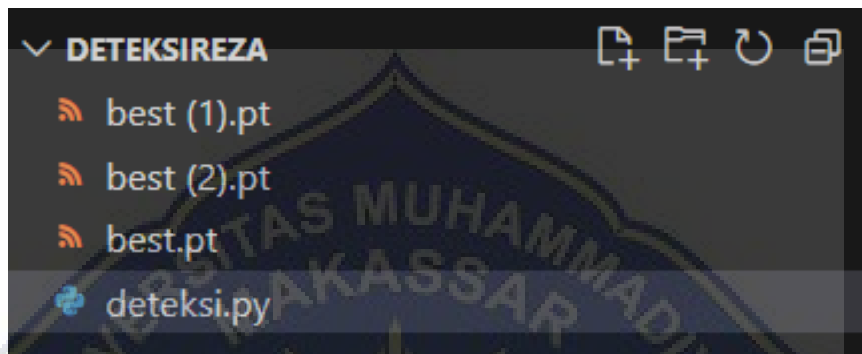 DETEKSIREZA
best (1).pt
best (2).pt
best.pt
deteksi.py
UNIVERSITAS MUHAMMADIYAH
MAKASSAR